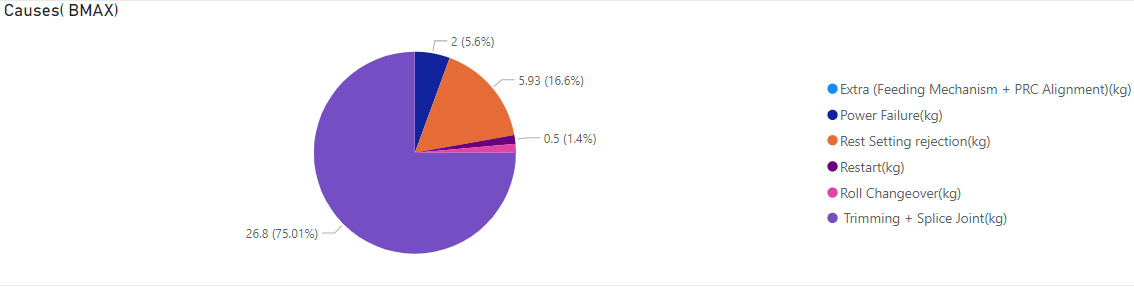 Causes( BMAX)
2 (5.6%)
5.93 (16.6%)
0.5 (1.4%)
26.8 (75.01%)
Extra (Feeding Mechanism + PRC Alignment)(kg)
Power Failure(kg)
Rest Setting rejection(kg)
Restart(kg)
Roll Changeover(kg)
Trimming + Splice Joint(kg)